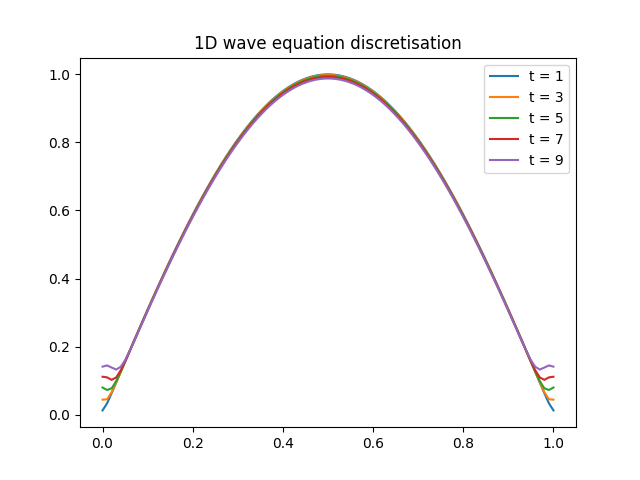 1D wave equation discretisation
t = 1
t = 3
t = 5
t = 7
t = 9
1.0
0.8
0.6
0.4
0.2
0.0
0.0 0.2 0.4 0.6 0.8 1.0